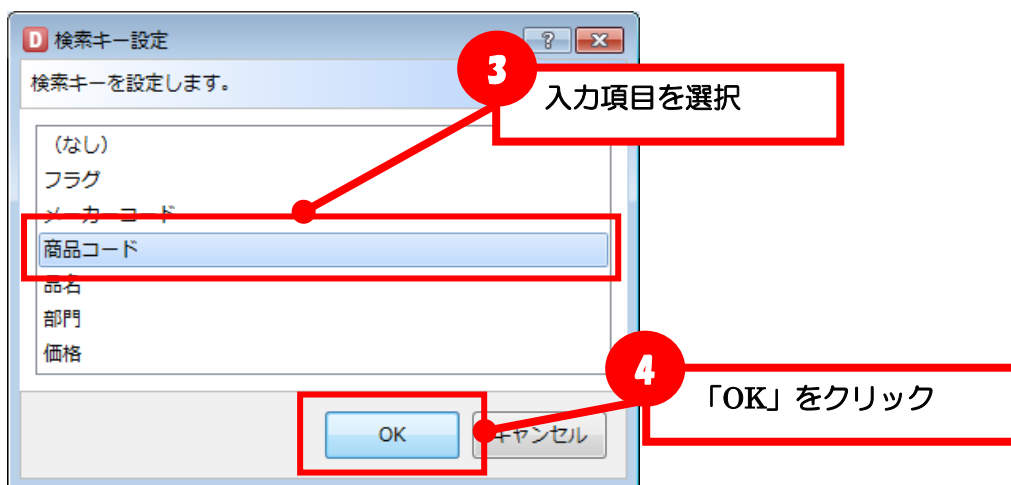 D 検索キー設定
?
検索キーを設定します。
3
入力項目を選択
（なし）
フラグ
メーカーコード
商品コード
品名
部門
価格
4
「OK」をクリック
OK
キャンセル